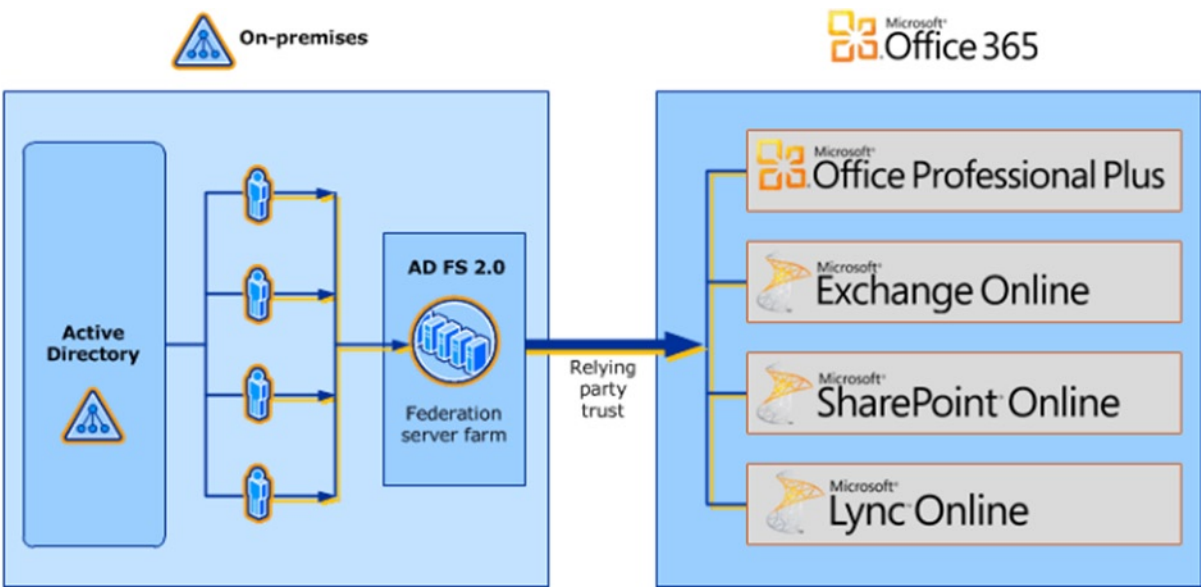 On-premises
Microsoft®
Office 365
Active
Directory
AD FS 2.0
Federation
server farm
Relying
party
trust
Microsoft®
Office Professional Plus
Microsoft®
Exchange Online
Microsoft®
SharePoint® Online
Microsoft®
Lync Online